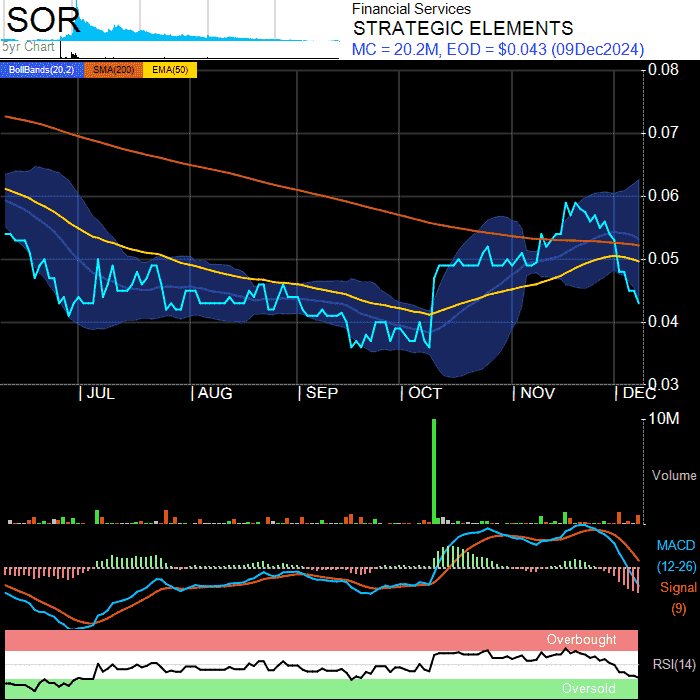 SOR
5yr Chart
Financial Services
STRATEGIC ELEMENTS
MC = 20.2M, EOD = $0.043 (09Dec2024)
BollBands(20,2) SMA(200) EMA(50)
0.08
0.07
0.06
0.05
0.04
0.03
JUL AUG SEP OCT NOV DEC
10M
Volume
MACD
(12-26)
Signal
(9)
Overbought
RSI(14)
Oversold